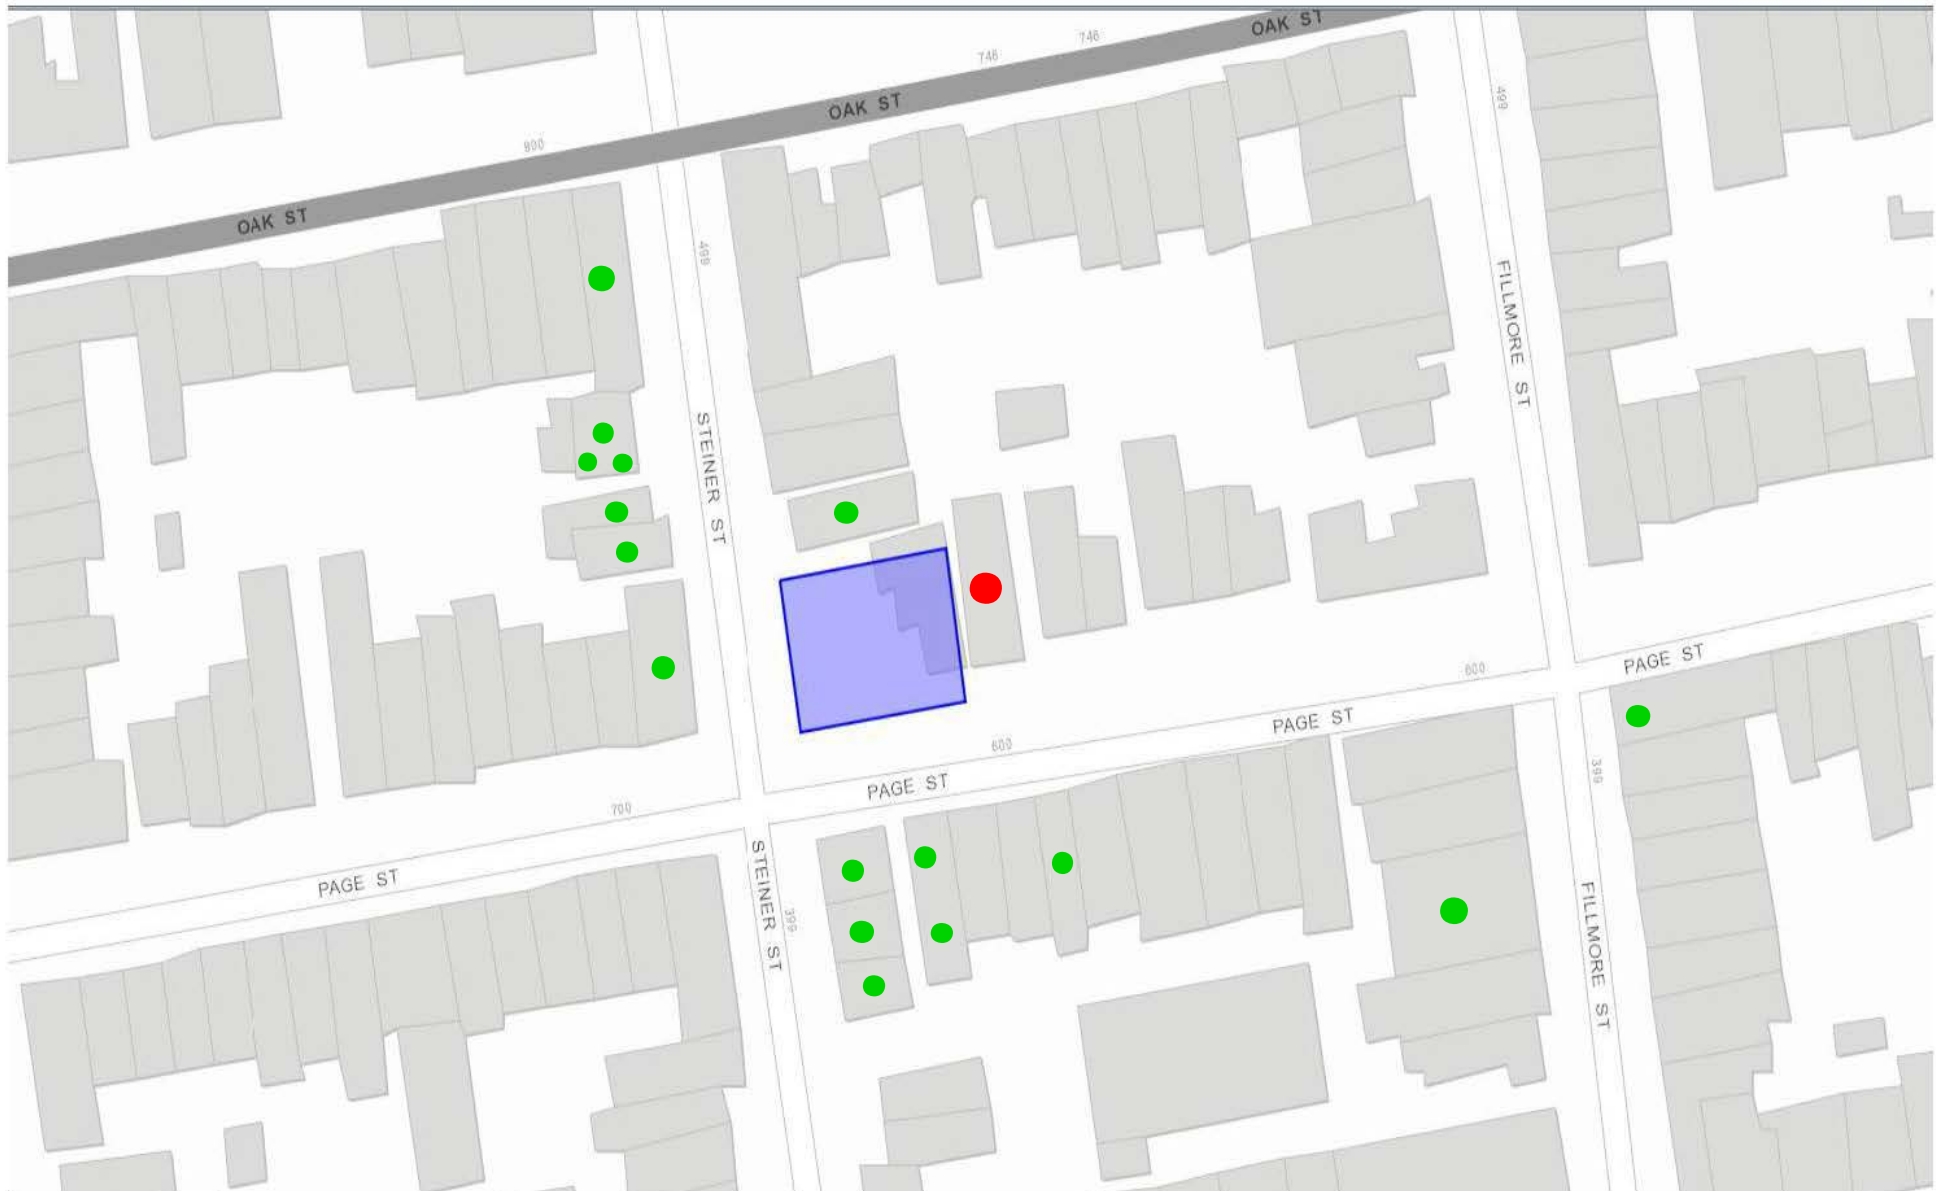 OAK ST
746
746
OAK ST
800
OAK ST
499
499
FILLMORE ST
STEINER ST
PAGE ST
600
PAGE ST
600
PAGE ST
700
399
PAGE ST
STEINER ST
399
FILLMORE ST